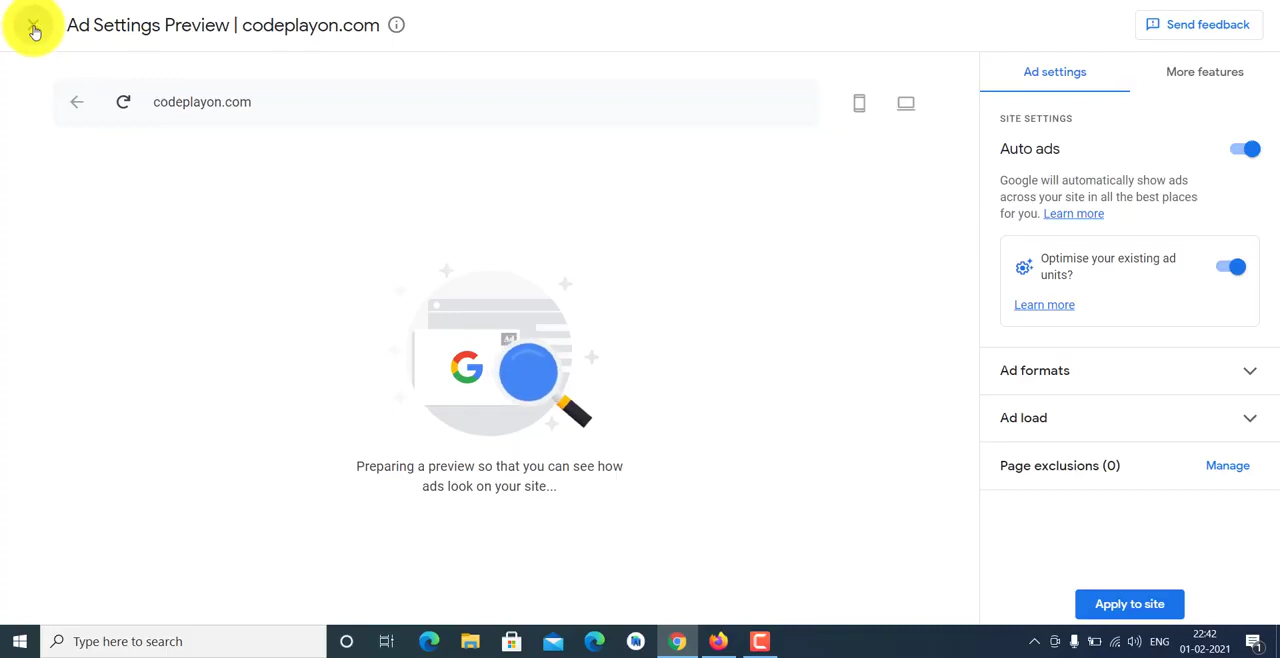 Ad Settings Preview | codeplayon.com
Send feedback
codeplayon.com
Ad settings
More features
SITE SETTINGS
Auto ads
Google will automatically show ads
across your site in all the best places
for you. Learn more
Optimise your existing ad
units?
Learn more
Ad
G
Ad formats
Ad load
Preparing a preview so that you can see how
ads look on your site...
Page exclusions (0)
Manage
Apply to site
Type here to search
ENG
22:42
01-02-2021
1